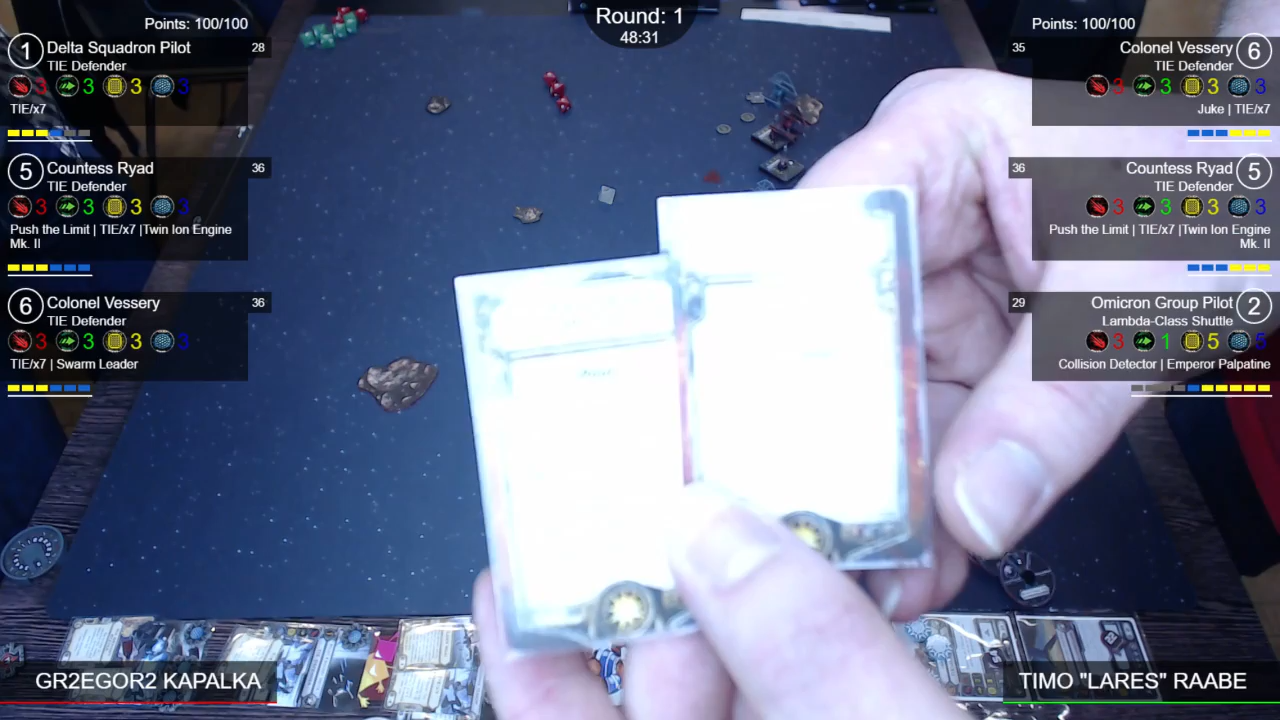 Round: 1
48:31
Points: 100/100
1 Delta Squadron Pilot 28
TIE Defender
3 3 3 3
TIE/x7
5 Countess Ryad 36
TIE Defender
3 3 3 3
Push the Limit | TIE/x7 |Twin Ion Engine
Mk. II
6 Colonel Vessery 36
TIE Defender
3 3 3 3
TIE/x7 | Swarm Leader
GR2EGOR2 KAPALKA
Points: 100/100
35 Colonel Vessery 6
TIE Defender
3 3 3 3
Juke | TIE/x7
36 Countess Ryad 5
TIE Defender
3 3 3 3
Push the Limit | TIE/x7 |Twin Ion Engine
Mk. II
29 Omicron Group Pilot 2
Lambda-Class Shuttle
3 1 5 5
Collision Detector | Emperor Palpatine
TIMO "LARES" RAABE